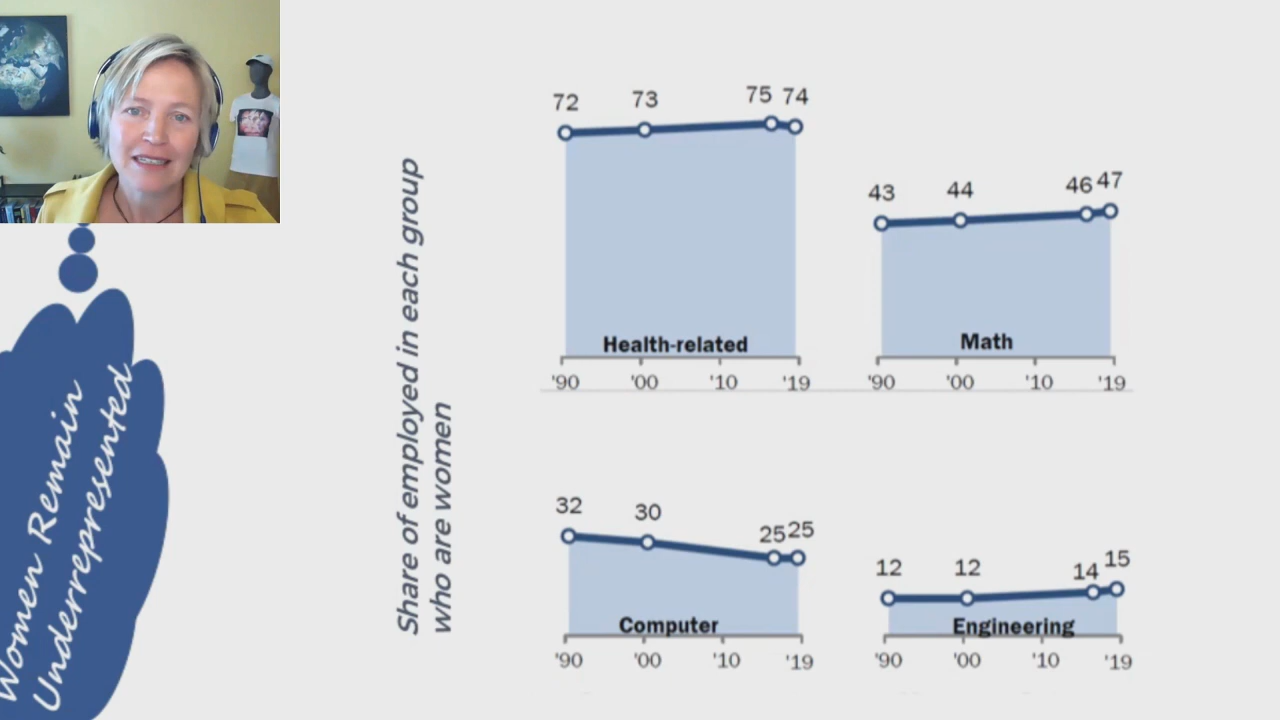 Women Remain
Underrepresented
Share of employed in each group
who are women
72 73 75 74
Health-related
'90 '00 '10 '19
43 44 46 47
Math
'90 '00 '10 '19
32 30 25 25
Computer
'90 '00 '10 '19
12 12 14 15
Engineering
'90 '00 '10 '19